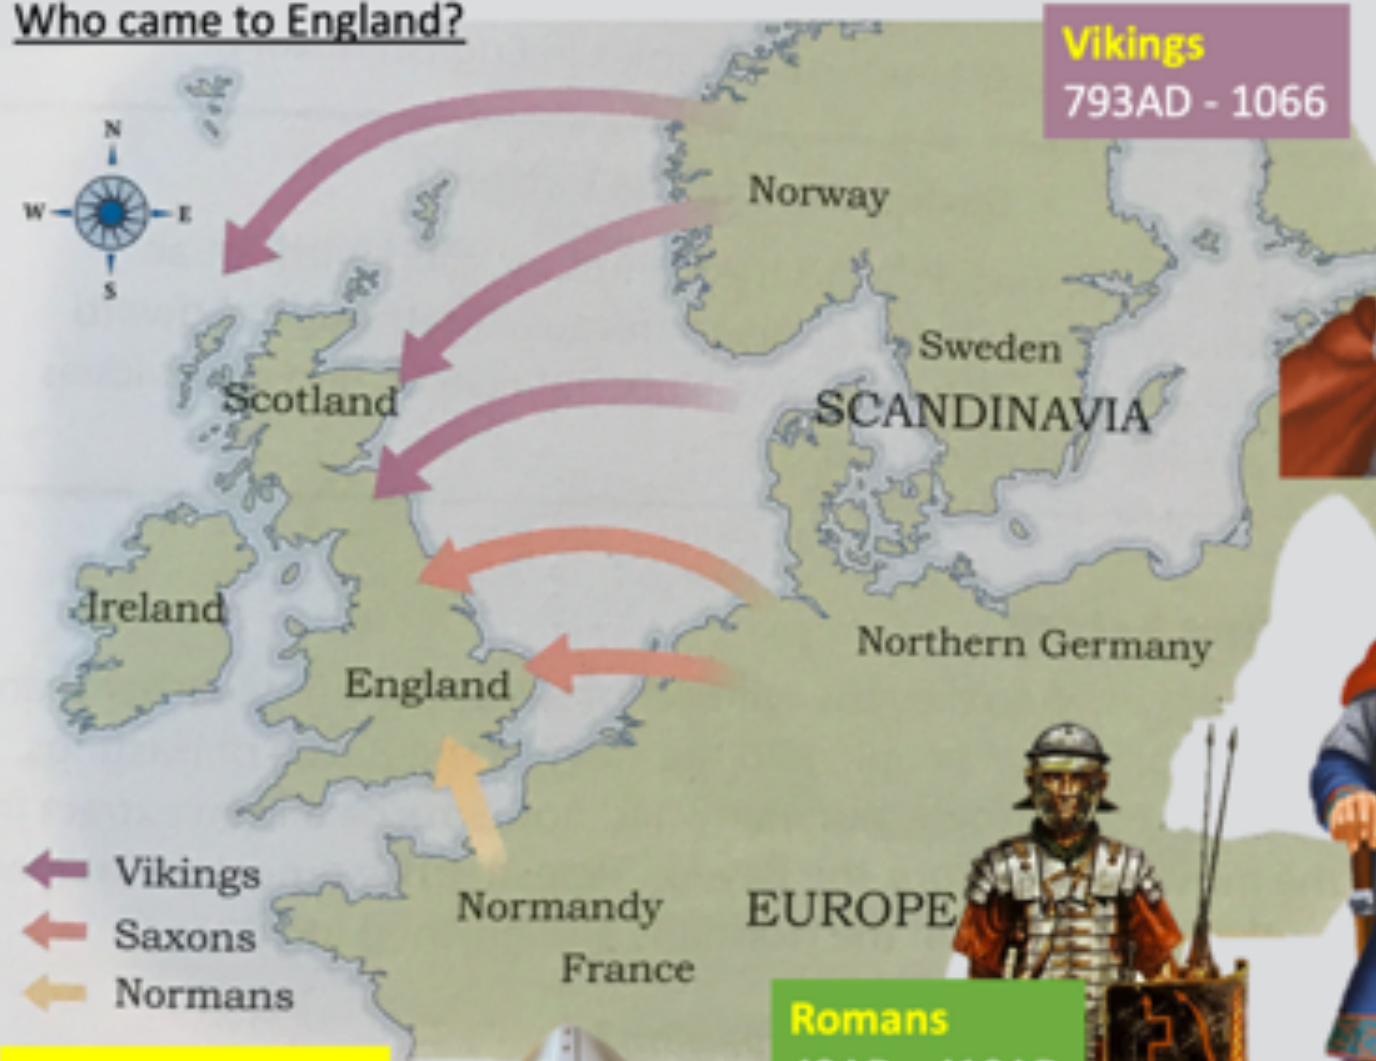 Who came to England?
Vikings
793AD - 1066
N
W
E
S
Norway
Sweden
SCANDINAVIA
Scotland
Ireland
England
Northern Germany
Vikings
Saxons
Normans
Normandy
EUROPE
France
Romans